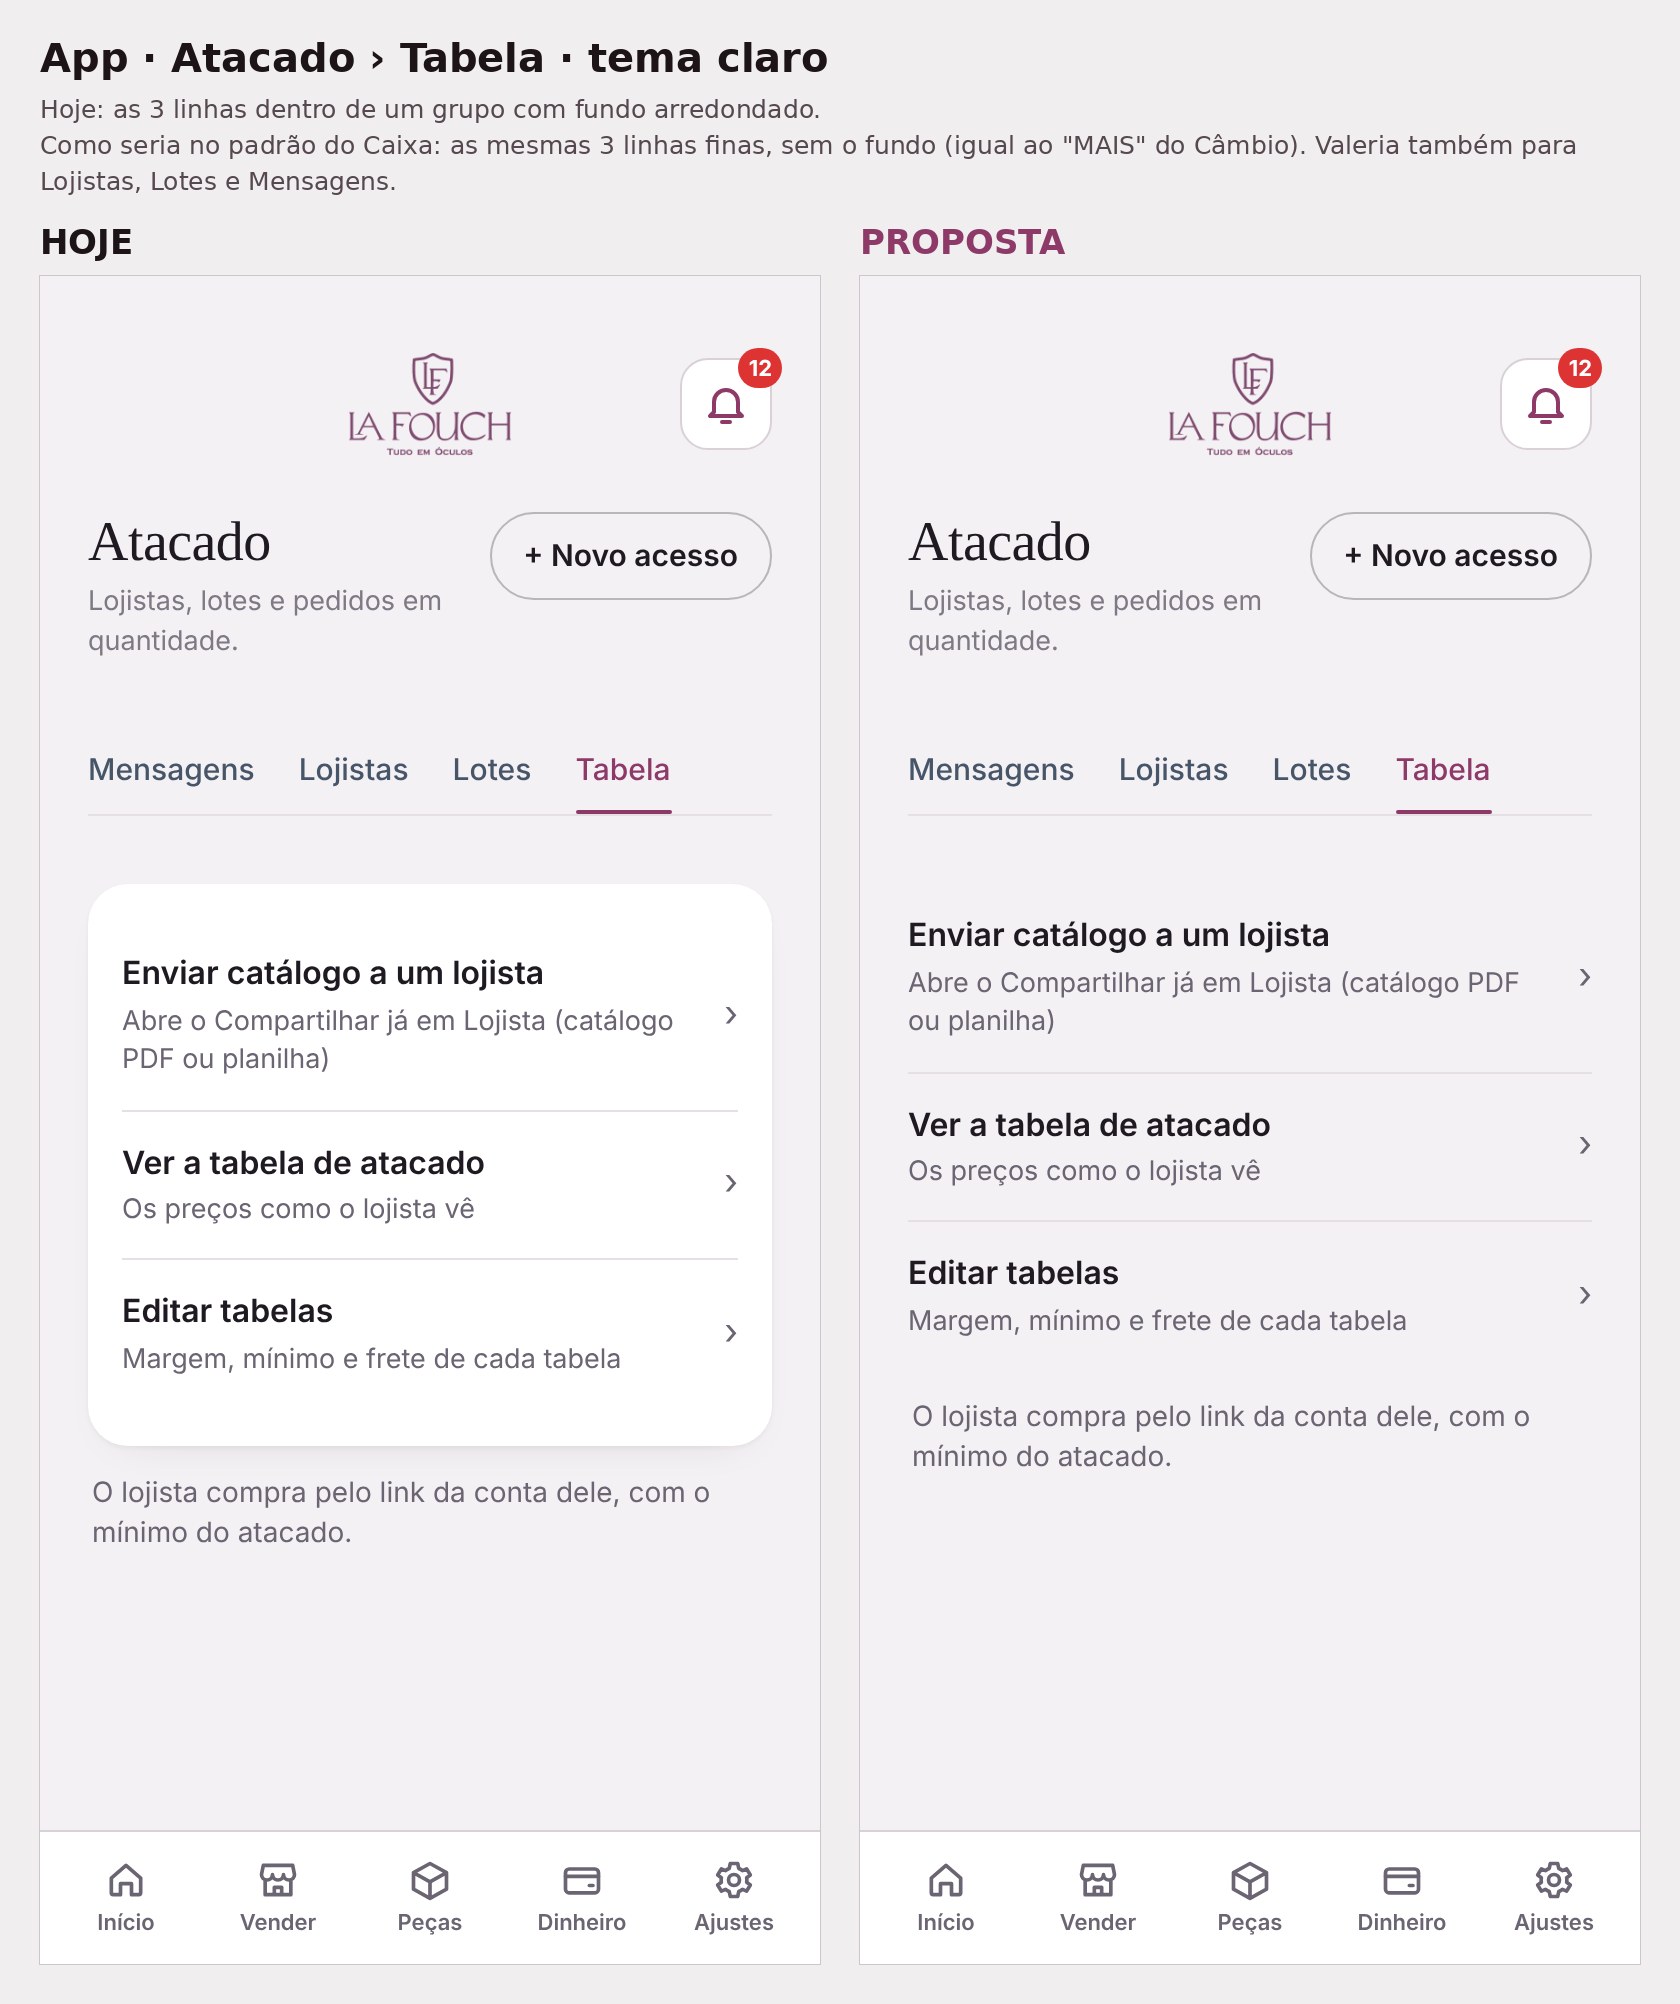 App · Atacado › Tabela · tema claro
Hoje: as 3 linhas dentro de um grupo com fundo arredondado.
Como seria no padrão do Caixa: as mesmas 3 linhas finas, sem o fundo (igual ao "MAIS" do Câmbio). Valeria também para
Lojistas, Lotes e Mensagens.
HOJE
LF
LA FOUCH
TUDO EM ÓCULOS
12
Atacado
+ Novo acesso
Lojistas, lotes e pedidos em
quantidade.
Mensagens Lojistas Lotes Tabela
Enviar catálogo a um lojista
Abre o Compartilhar já em Lojista (catálogo
PDF ou planilha)
›
Ver a tabela de atacado
Os preços como o lojista vê
›
Editar tabelas
Margem, mínimo e frete de cada tabela
›
O lojista compra pelo link da conta dele, com o
mínimo do atacado.
Início Vender Peças Dinheiro Ajustes
PROPOSTA
LF
LA FOUCH
TUDO EM ÓCULOS
12
Atacado
+ Novo acesso
Lojistas, lotes e pedidos em
quantidade.
Mensagens Lojistas Lotes Tabela
Enviar catálogo a um lojista
Abre o Compartilhar já em Lojista (catálogo PDF
ou planilha)
›
Ver a tabela de atacado
Os preços como o lojista vê
›
Editar tabelas
Margem, mínimo e frete de cada tabela
›
O lojista compra pelo link da conta dele, com o
mínimo do atacado.
Início Vender Peças Dinheiro Ajustes